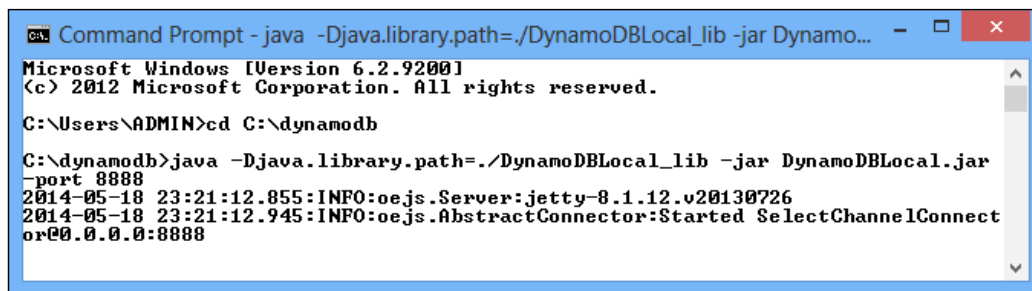 Command Prompt - java -Djava.library.path=./DynamoDBLocal_lib -jar Dynamo...
Microsoft Windows [Version 6.2.9200]
(c) 2012 Microsoft Corporation. All rights reserved.
C:\Users\ADMIN>cd C:\dynamodb
C:\dynamodb>java -Djava.library.path=./DynamoDBLocal_lib -jar DynamoDBLocal.jar
-port 8888
2014-05-18 23:21:12.855:INFO:oejs.Server:jetty-8.1.12.v20130726
2014-05-18 23:21:12.945:INFO:oejs.AbstractConnector:Started SelectChannelConnect
or@0.0.0.0:8888